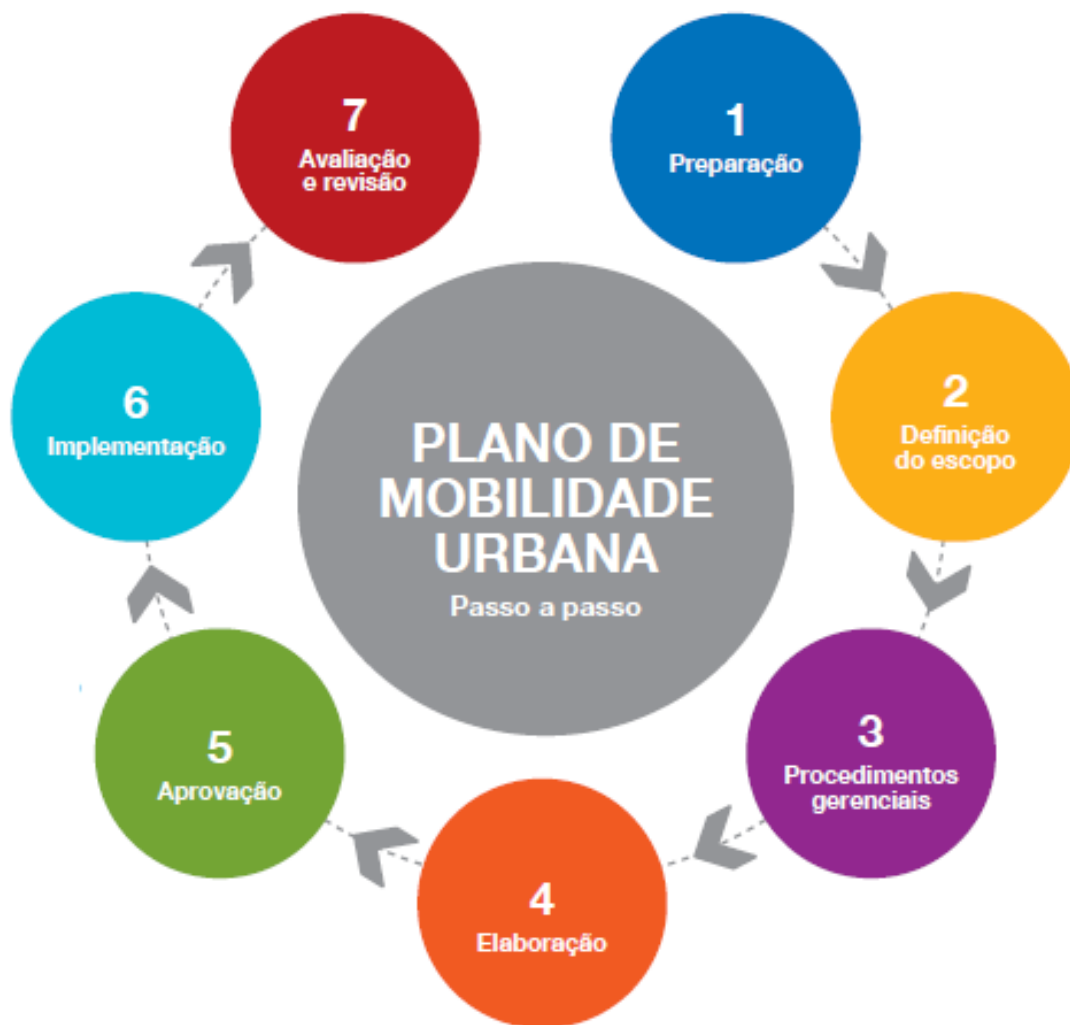 PLANO DE
MOBILIDADE
URBANA
Passo a passo
1
Preparação
2
Definição
do escopo
3
Procedimentos
gerenciais
4
Elaboração
5
Aprovação
6
Implementação
7
Avaliação
e revisão